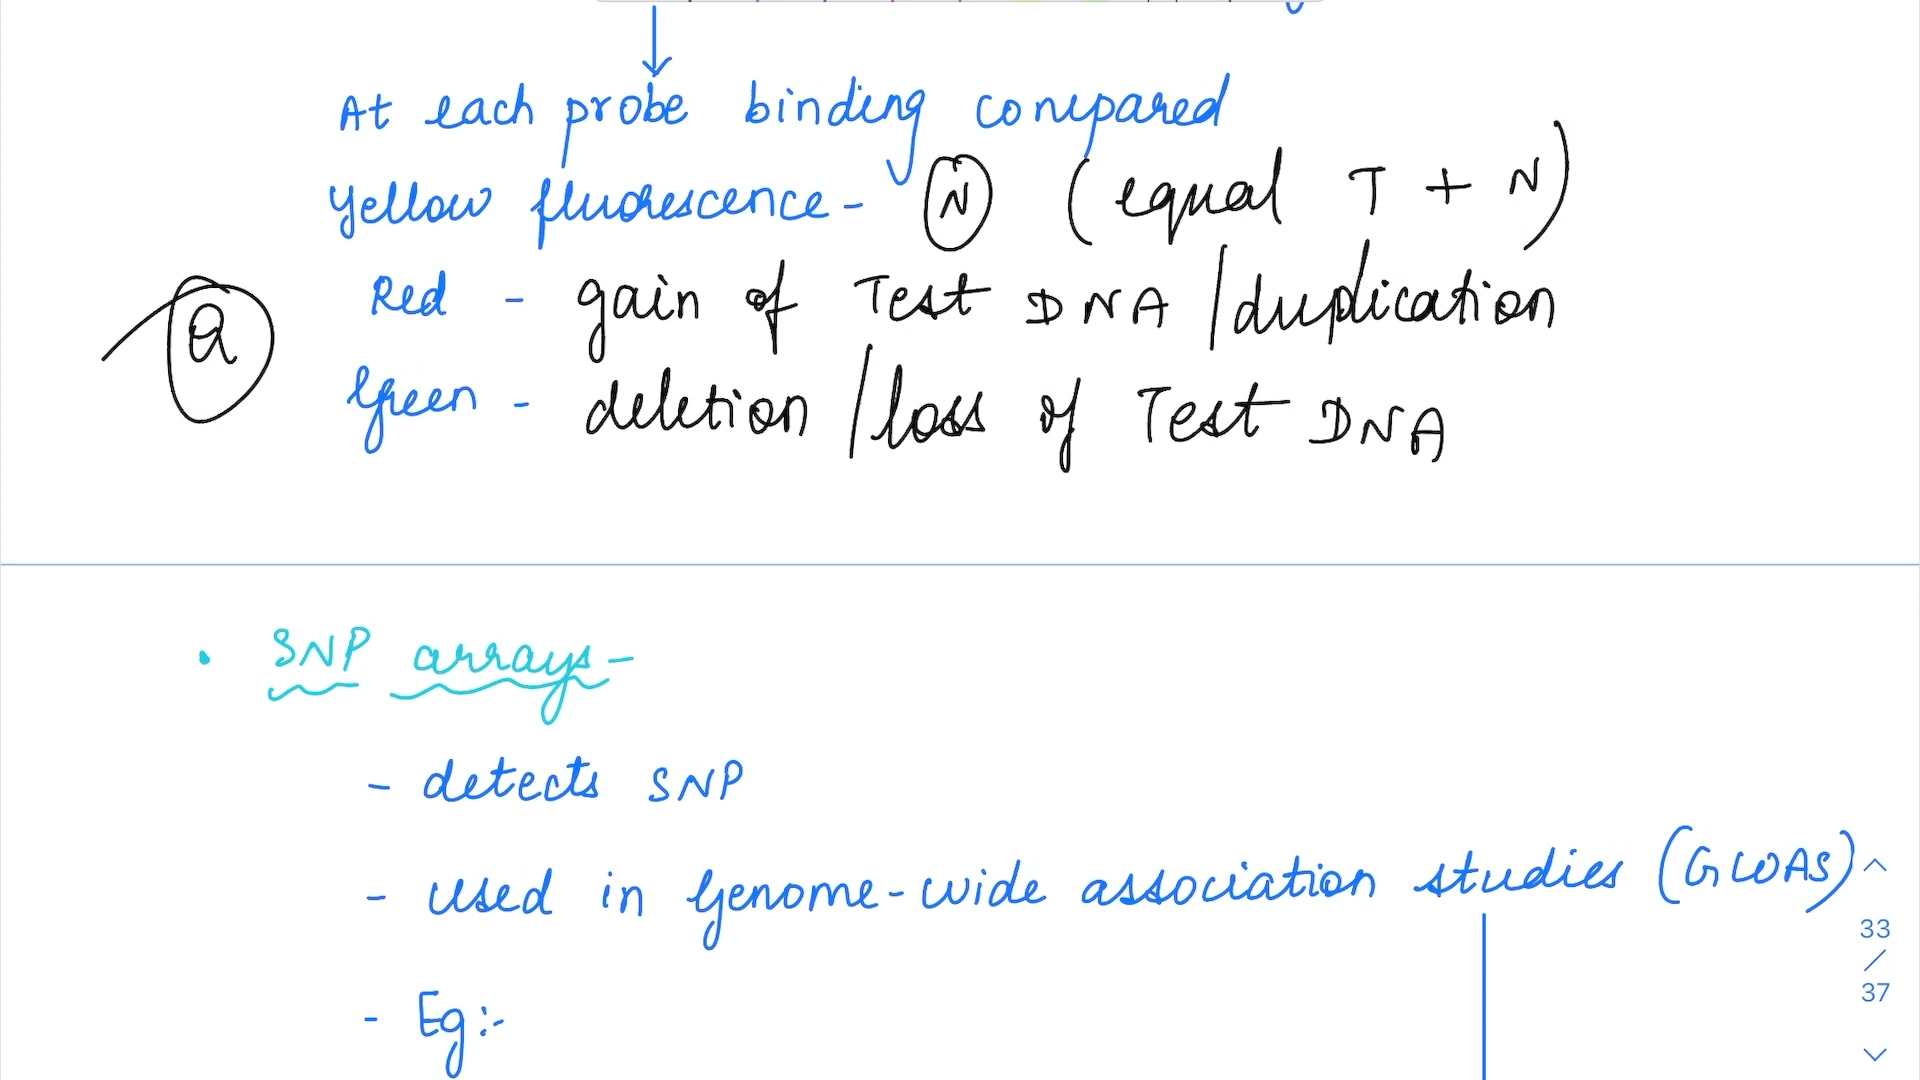 At each probe binding compared
Yellow fluorescence - N (equal T + N)
Q
Red - gain of Test DNA / duplication
Green - deletion / loss of Test DNA
• SNP arrays -
- detects SNP
- used in Genome-wide association studies (GWAS)
- Eg :-
33
/
37